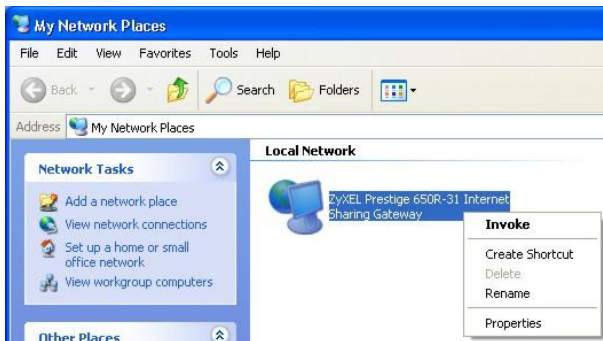 My Network Places
File Edit View Favorites Tools Help
Back Search Folders
Address My Network Places
Network Tasks
Add a network place
View network connections
Set up a home or small
office network
View workgroup computers
Other Places
Local Network
ZyXEL Prestige 650R-31 Internet
Sharing Gateway
Invoke
Create Shortcut
Delete
Rename
Properties